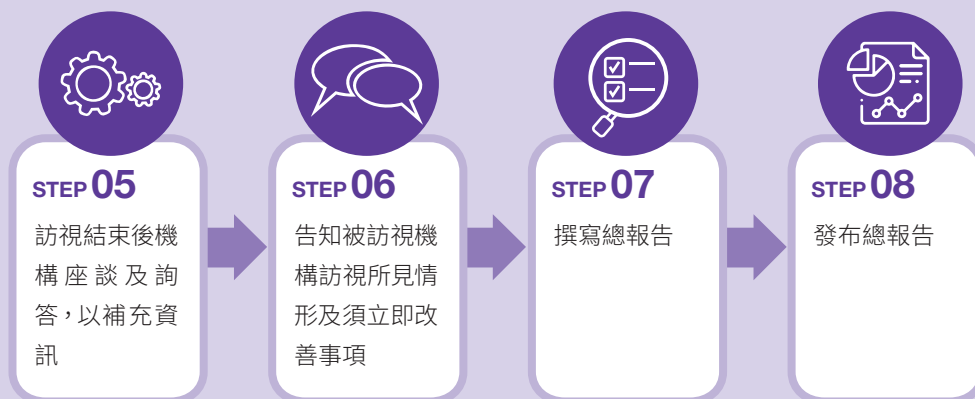 STEP 05
訪視結束後機
構座談及詢
答，以補充資
訊
STEP 06
告知被訪視機
構訪視所見情
形及須立即改
善事項
STEP 07
撰寫總報告
STEP 08
發布總報告